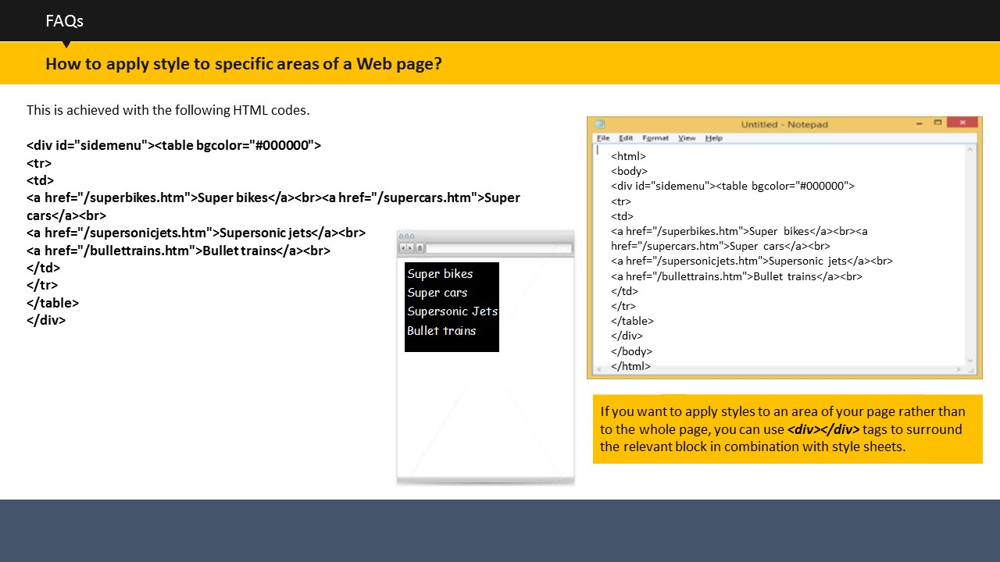 FAQs
How to apply style to specific areas of a Web page?
This is achieved with the following HTML codes.
<div id="sidemenu"><table bgcolor="#000000">
<tr>
<td>
<a href="/superbikes.htm">Super bikes</a><br><a href="/supercars.htm">Super
cars</a><br>
<a href="/supersonicjets.htm">Supersonic jets</a><br>
<a href="/bullettrains.htm">Bullet trains</a><br>
</td>
</tr>
</table>
</div>
Super bikes
Super cars
Supersonic Jets
Bullet trains
Untitled - Notepad
File Edit Format View Help
<html>
<body>
<div id="sidemenu"><table bgcolor="#000000">
<tr>
<td>
<a href="/superbikes.htm">Super bikes</a><br><a
href="/supercars.htm">Super cars</a><br>
<a href="/supersonicjets.htm">Supersonic jets</a><br>
<a href="/bullettrains.htm">Bullet trains</a><br>
</td>
</tr>
</table>
</div>
</body>
</html>
If you want to apply styles to an area of your page rather than
to the whole page, you can use <div></div> tags to surround
the relevant block in combination with style sheets.